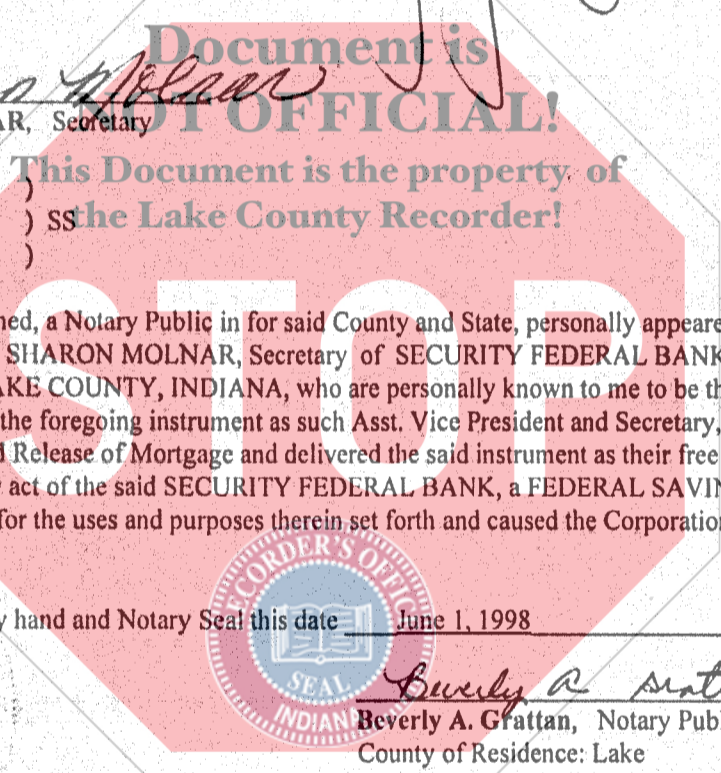 Document is
Molnar
NOT OFFICIAL!
AR, Secretary
This Document is the property of
)
the Lake County Recorder!
) SS
)
STOP
ned, a Notary Public in for said County and State, personally appeare
SHARON MOLNAR, Secretary of SECURITY FEDERAL BANK
AKE COUNTY, INDIANA, who are personally known to me to be th
the foregoing instrument as such Asst. Vice President and Secretary,
d Release of Mortgage and delivered the said instrument as their free
y act of the said SECURITY FEDERAL BANK, a FEDERAL SAVIN
for the uses and purposes therein set forth and caused the Corporation
RECORDER'S OFFIC
SEAL
INDIANA
y hand and Notary Seal this date June 1, 1998
Beverly A Grat
Beverly A. Grattan, Notary Pub
County of Residence: Lake